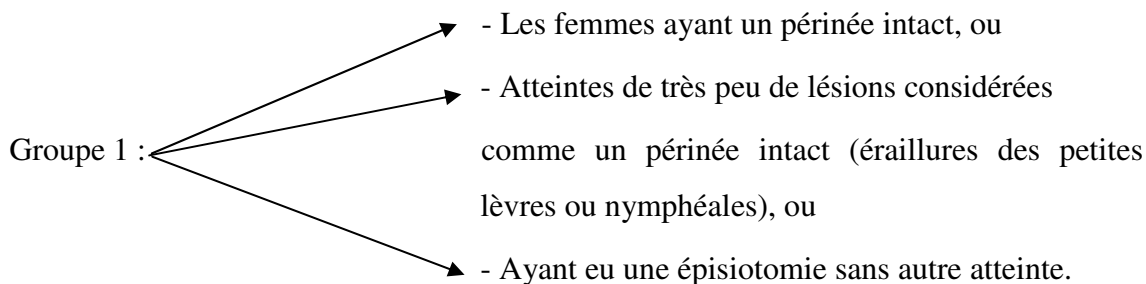 - Les femmes ayant un périnée intact, ou
- Atteintes de très peu de lésions considérées
Groupe 1 :
comme un périnée intact (éraillures des petites
lèvres ou nymphéales), ou
- Ayant eu une épisiotomie sans autre atteinte.